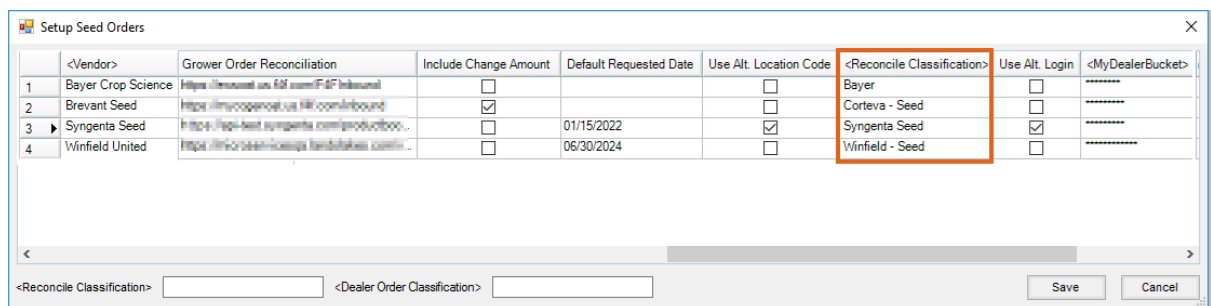 Setup Seed Orders
<Vendor> Grower Order Reconciliation Include Change Amount Default Requested Date Use Alt. Location Code <Reconcile Classification> Use Alt. Login <MyDealerBucket>
1 Bayer Crop Science Bayer ********
2 Brevant Seed Corteva - Seed *********
3 Syngenta Seed 01/15/2022 Syngenta Seed *********
4 Winfield United 06/30/2024 Winfield - Seed ************
<Reconcile Classification> <Dealer Order Classification> Save Cancel